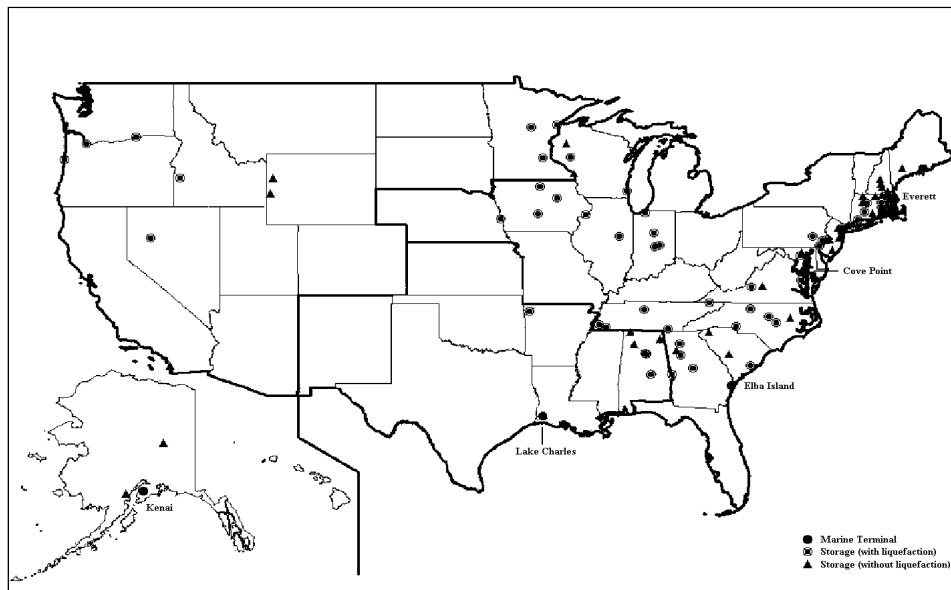 Everett
Cove Point
Elba Island
Lake Charles
Kenai
Marine Terminal
Storage (with liquefaction)
Storage (without liquefaction)